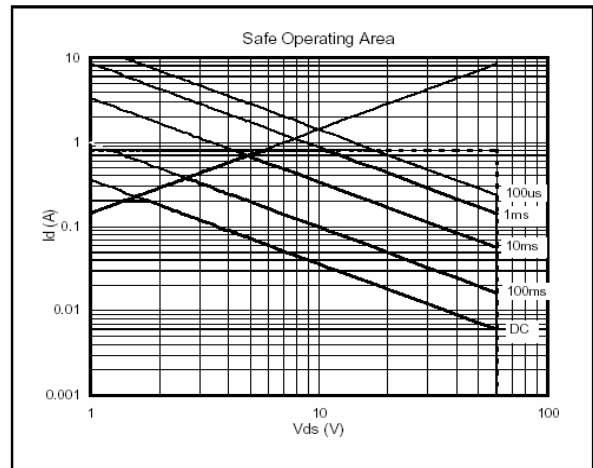 Safe Operating Area
10
1
0.1
0.01
0.001
Id (A)
100us
1ms
10ms
100ms
DC
1
10
100
Vds (V)